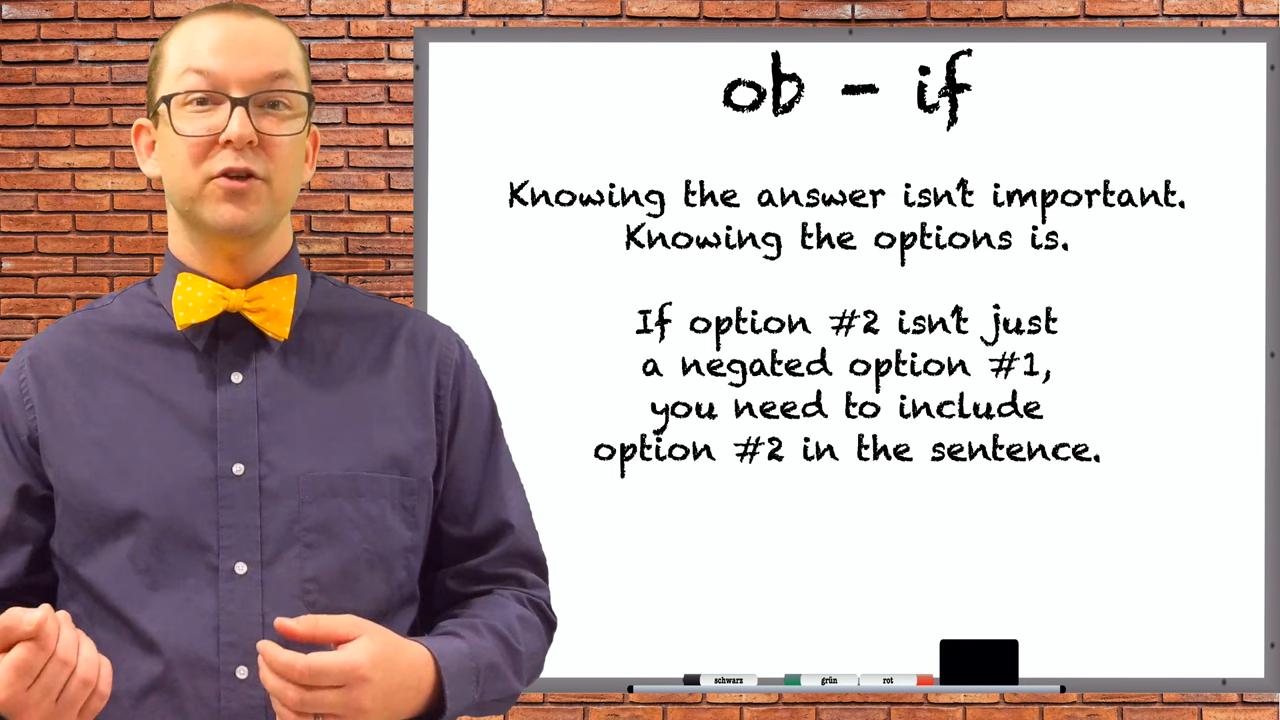 ob - if
Knowing the answer isn't important.
Knowing the options is.
If option #2 isn't just
a negated option #1,
you need to include
option #2 in the sentence.
schwarz grün rot